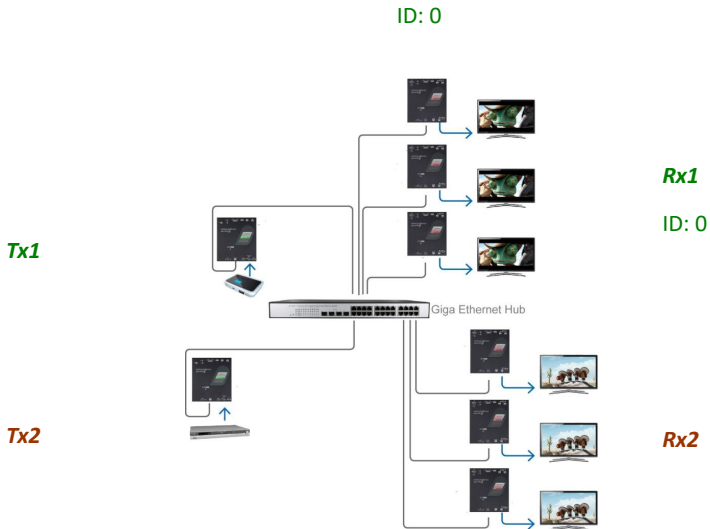 ID: 0
Rx1
ID: 0
Tx1
Giga Ethernet Hub
Tx2
Rx2